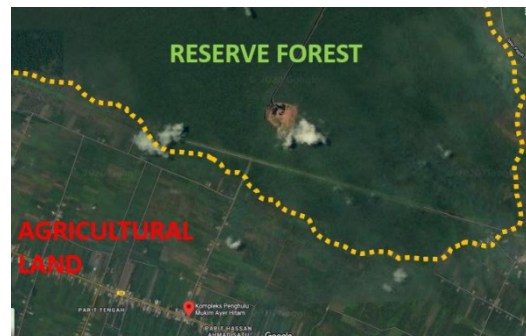 RESERVE FOREST
AGRICULTURAL
LAND
Kompleks Penghulu
Mukim Ayer Hitam
PARIT TENGAH
PARIT HASSAN
Google